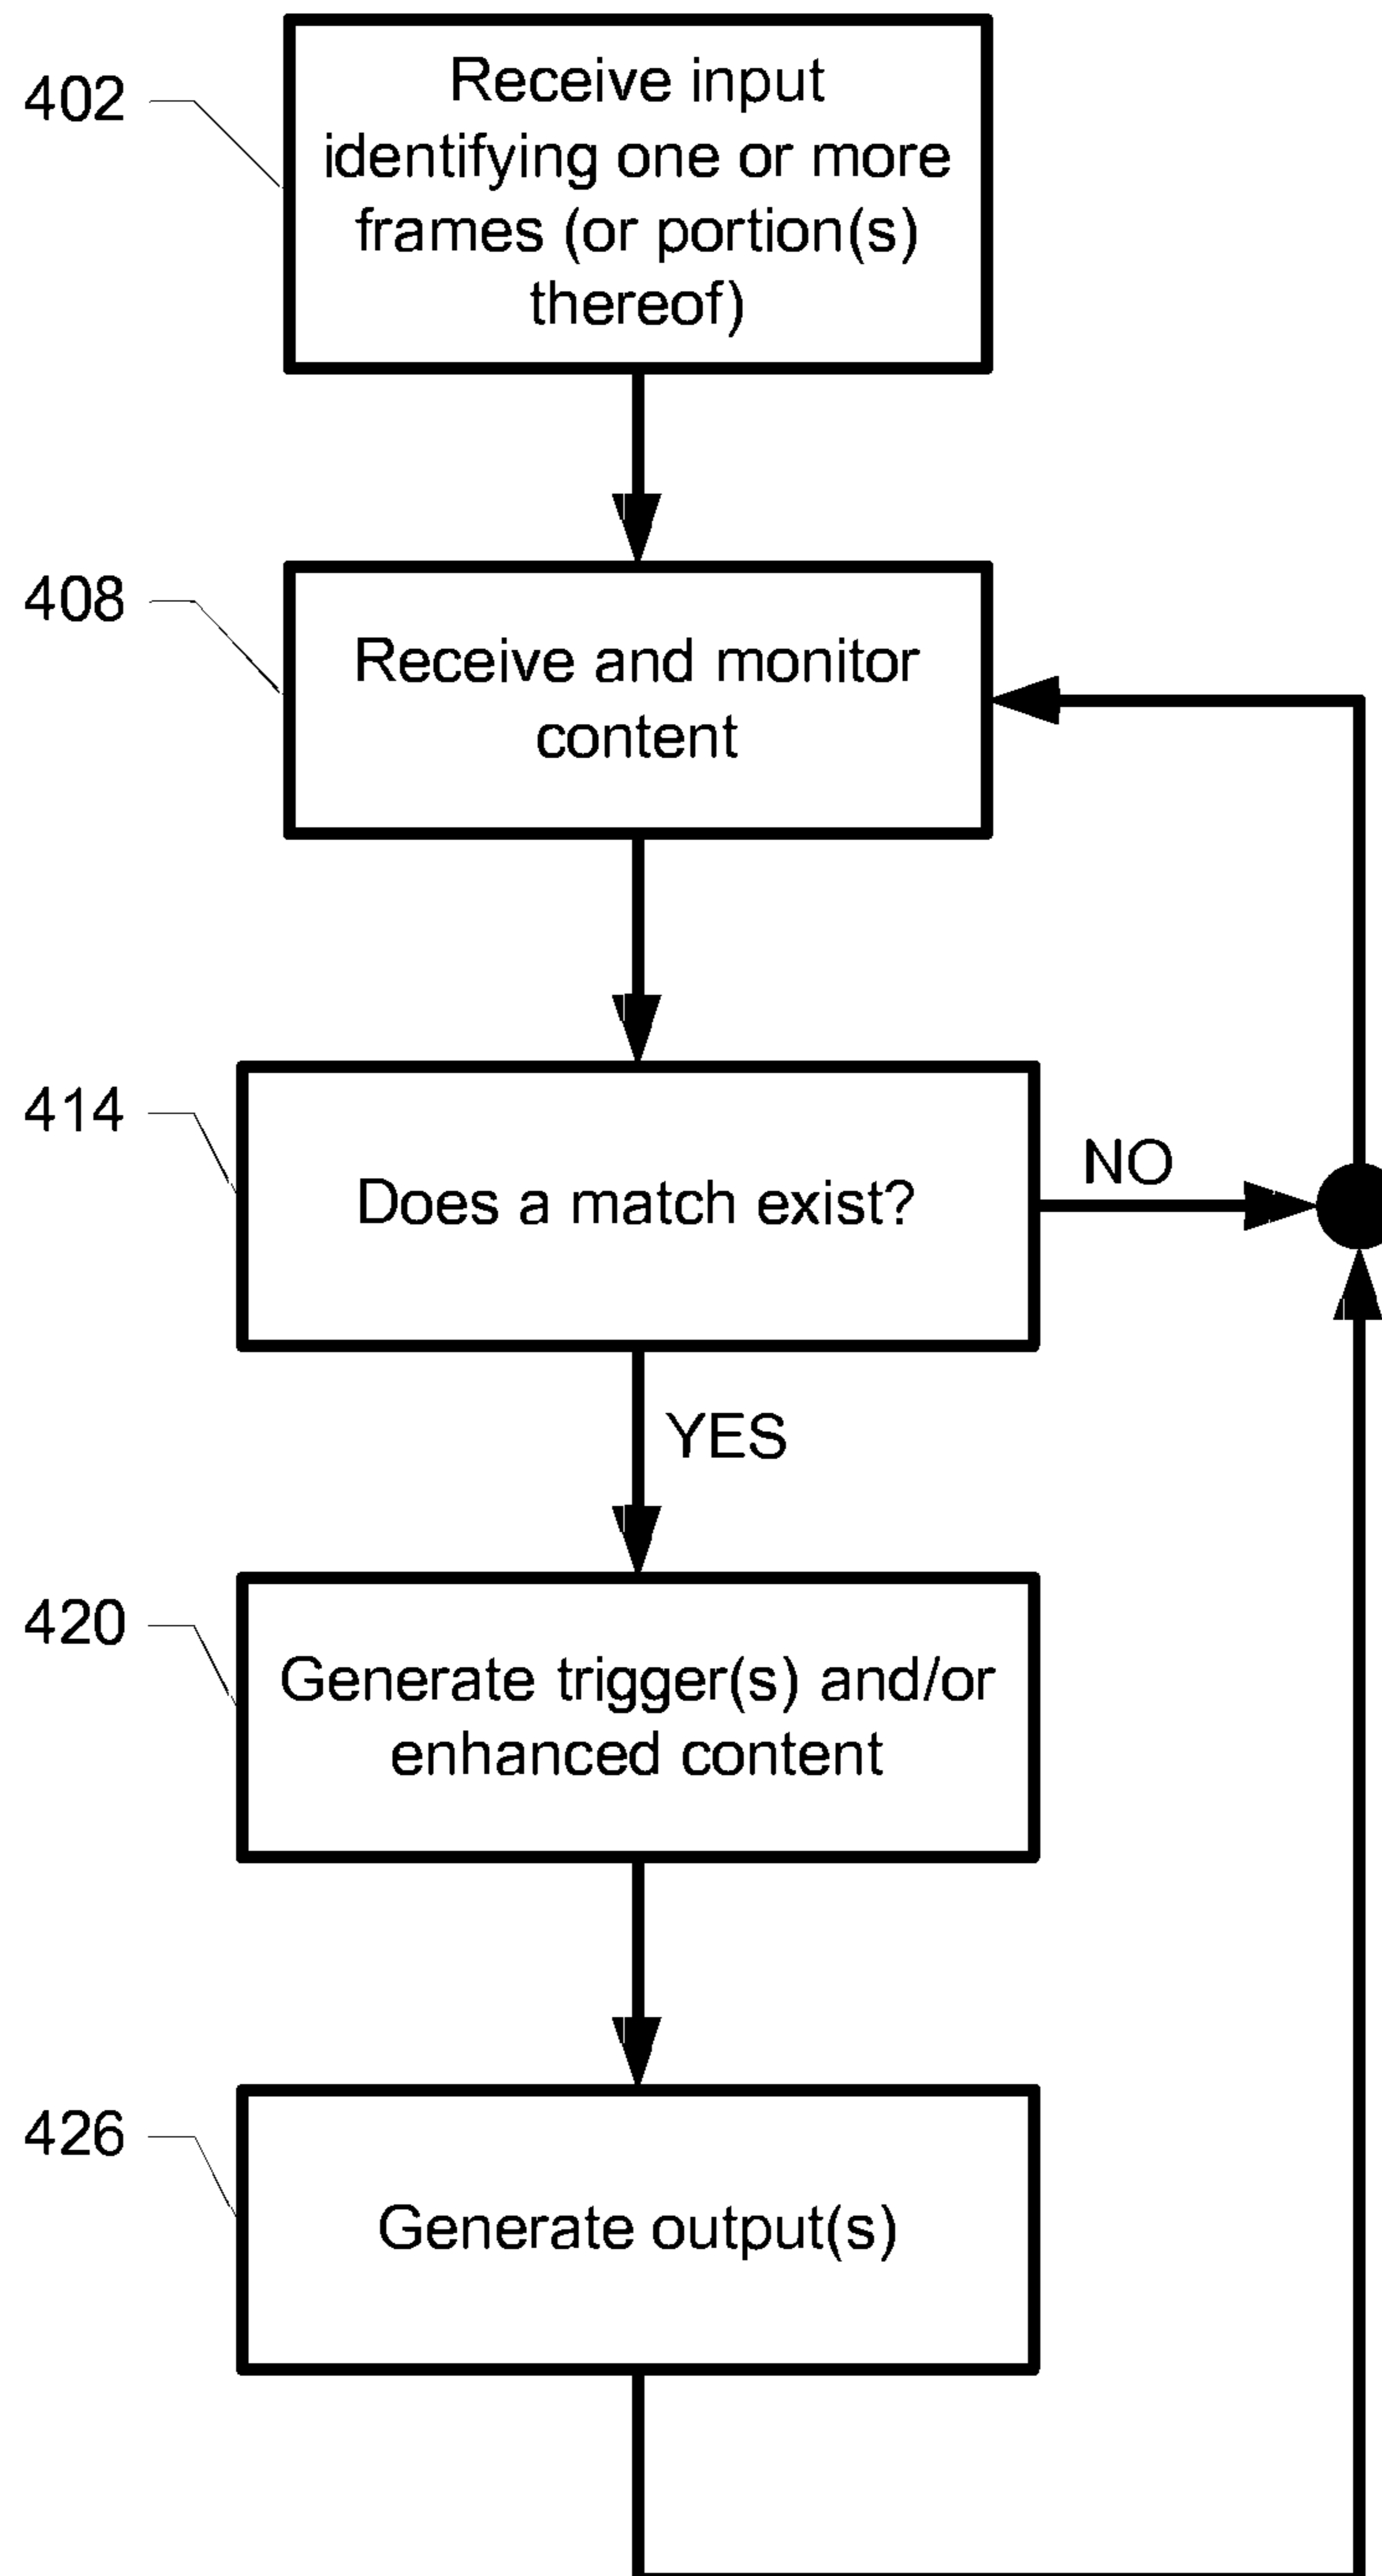 402
Receive input
identifying one or more
frames (or portion(s)
thereof)
408
Receive and monitor
content
414
Does a match exist?
NO
YES
420
Generate trigger(s) and/or
enhanced content
426
Generate output(s)